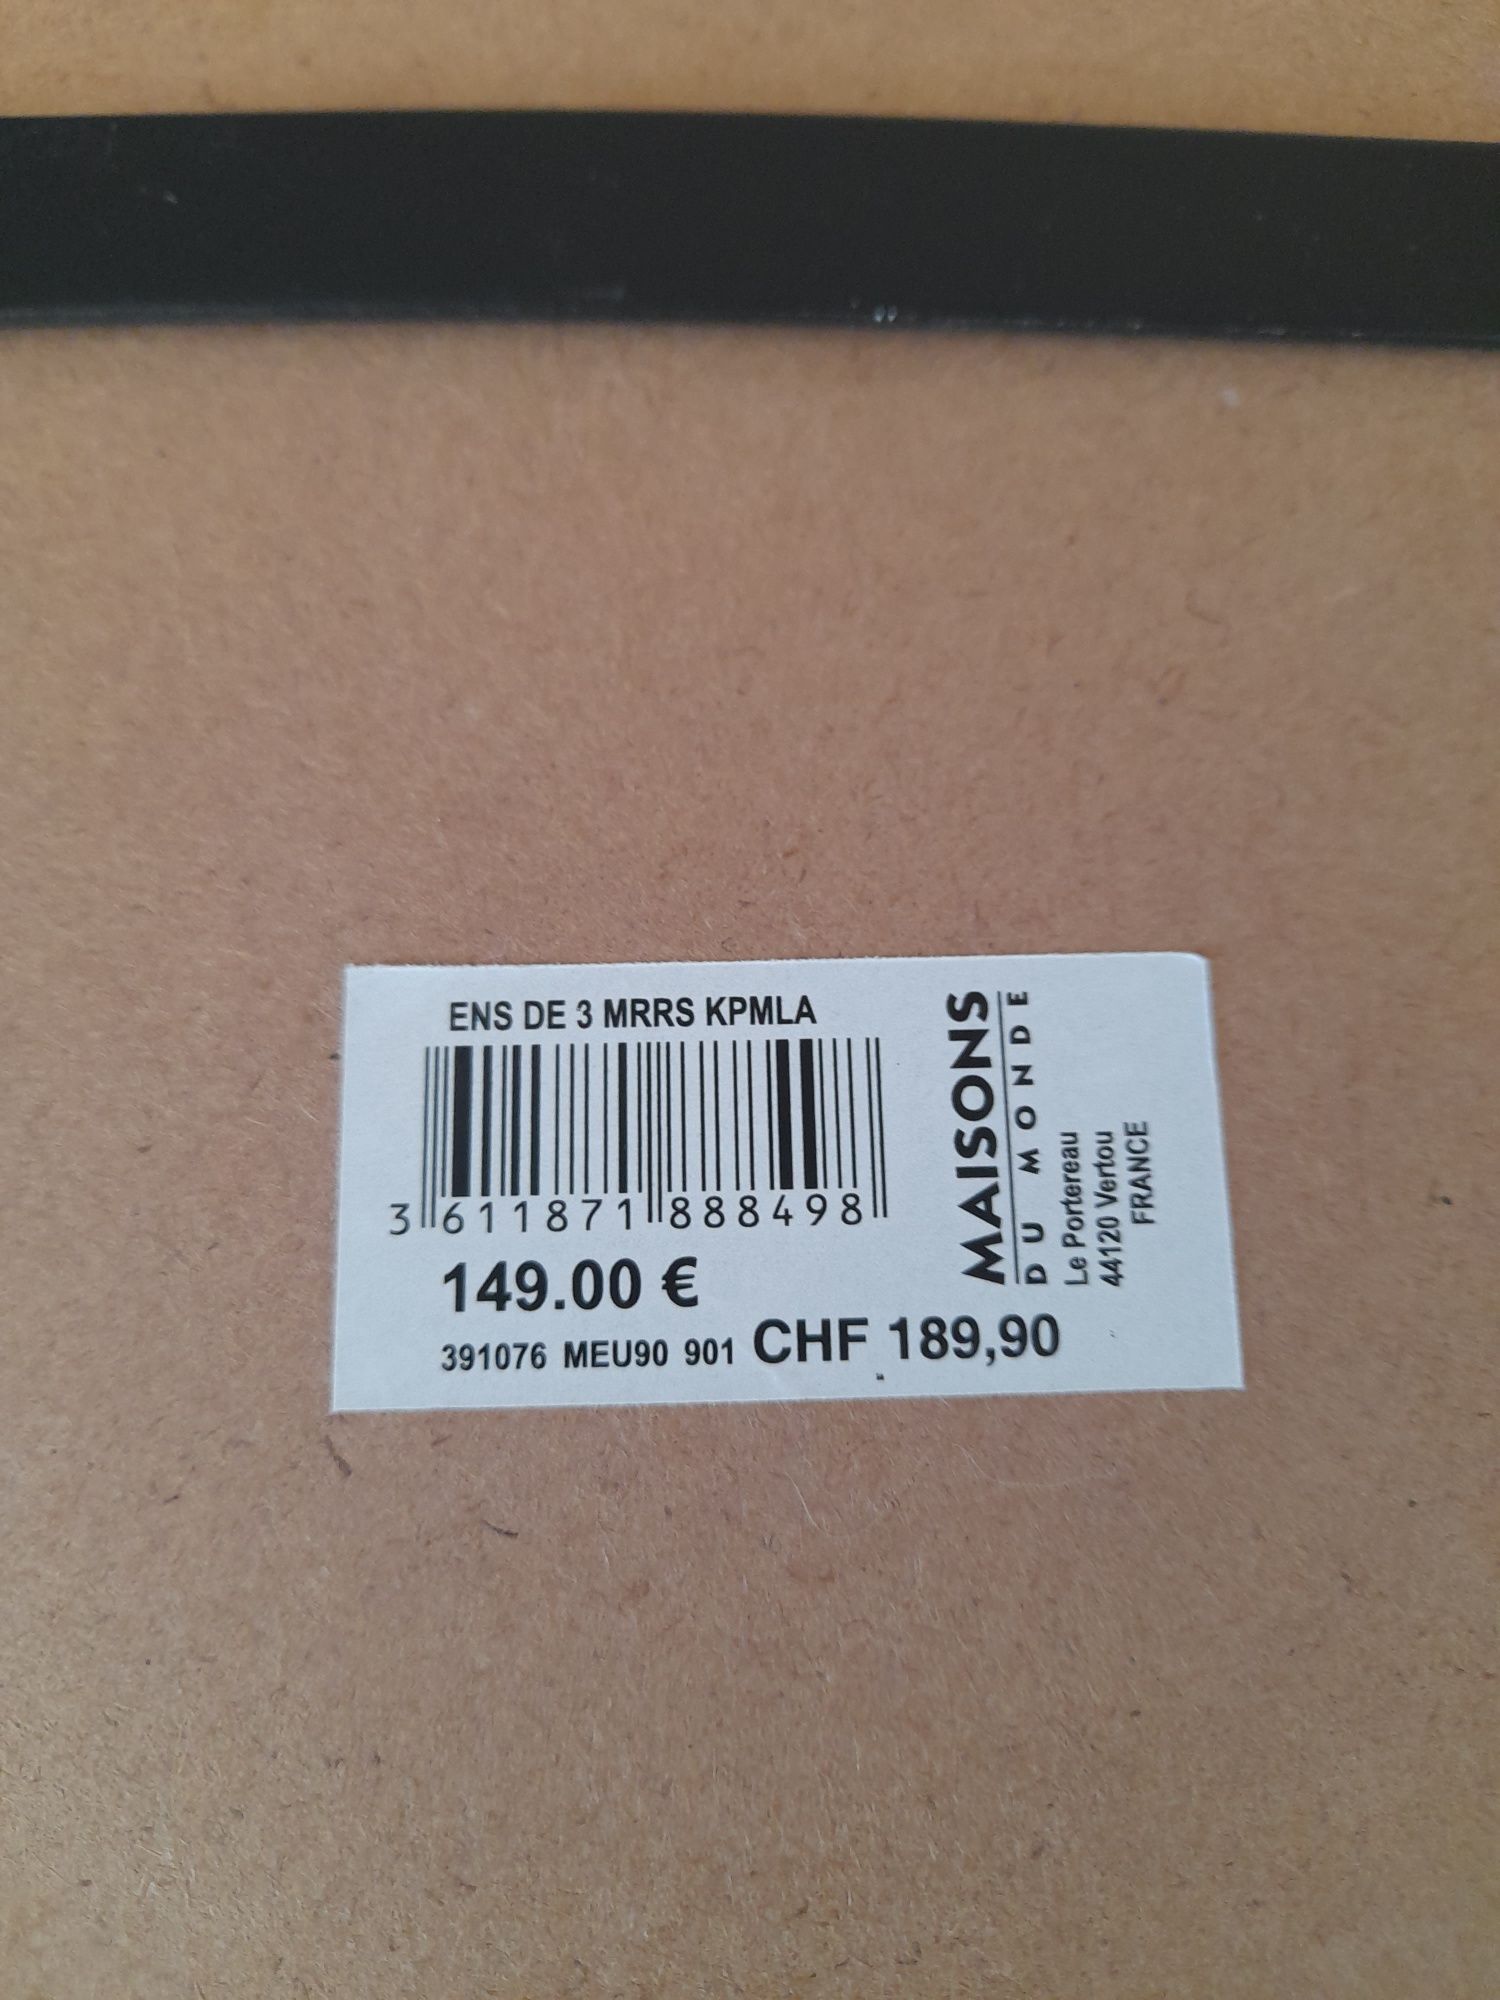 ENS DE 3 MRRS KPMLA
3 611871 888498
149.00 €
391076 MEU90 901 CHF 189,90
MAISONS
DU MONDE
Le Portereau
44120 Vertou
FRANCE